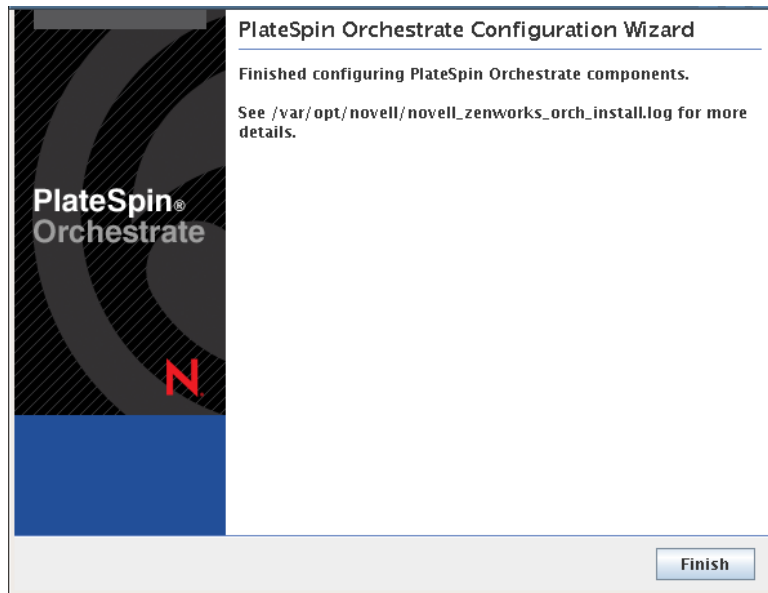 PlateSpin Orchestrate Configuration Wizard
Finished configuring PlateSpin Orchestrate components.
See /var/opt/novell/novell_zenworks_orch_install.log for more
details.
PlateSpin®
Orchestrate
N.
Finish